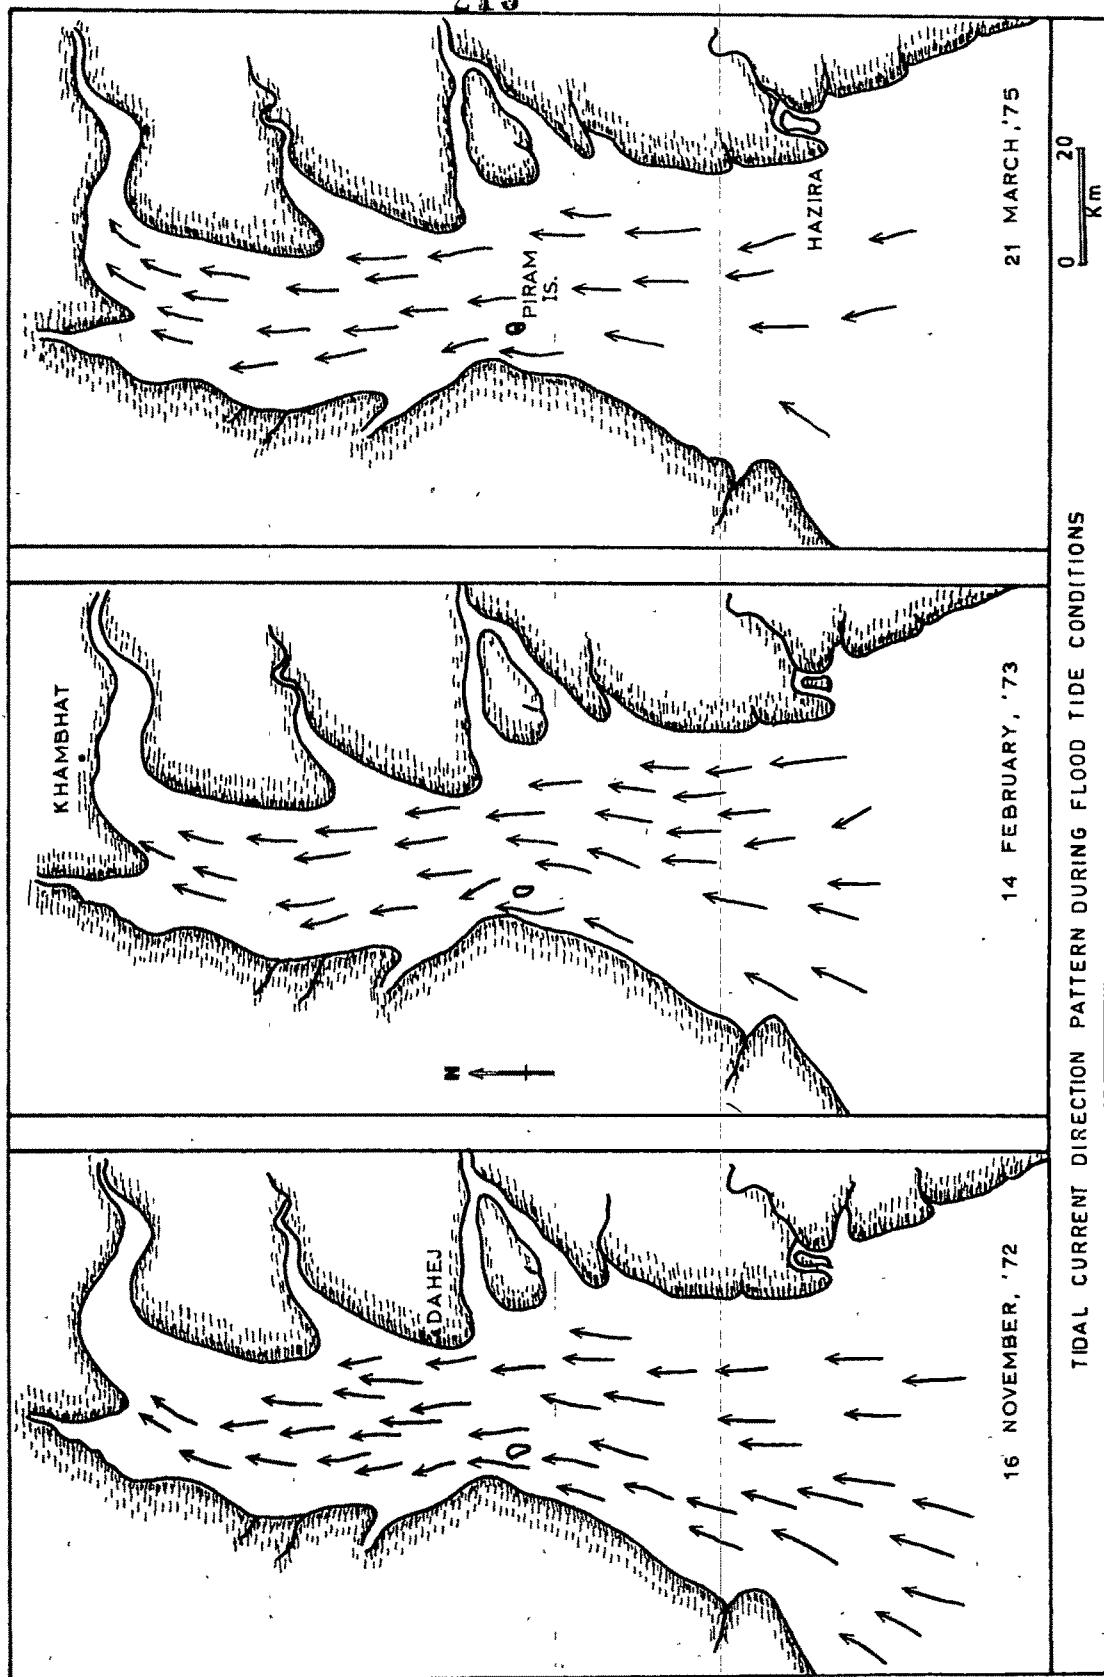 KHAMBHAT
DAHEJ
N
PIRAM
IS.
HAZIRA
16 NOVEMBER, '72
14 FEBRUARY, '73
21 MARCH, '75
0 20
Km
TIDAL CURRENT DIRECTION PATTERN DURING FLOOD TIDE CONDITIONS